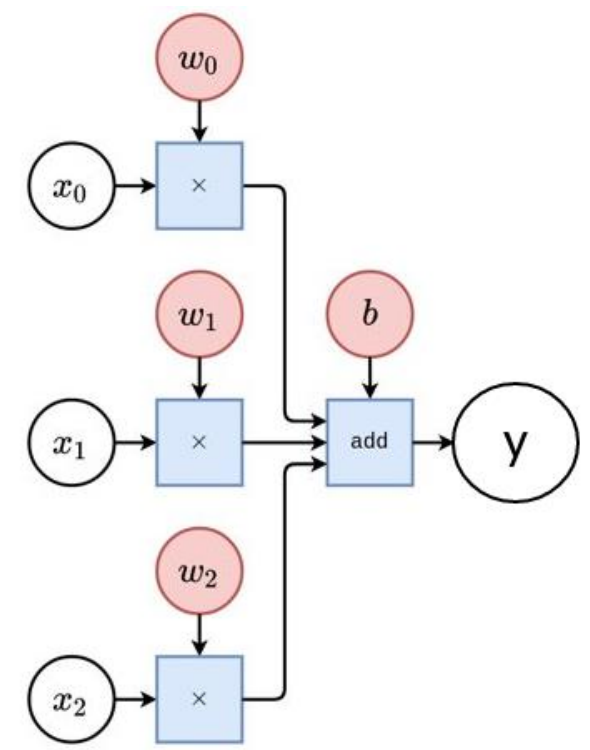 w₀
x₀ ×
w₁ b
x₁ × add y
w₂
x₂ ×